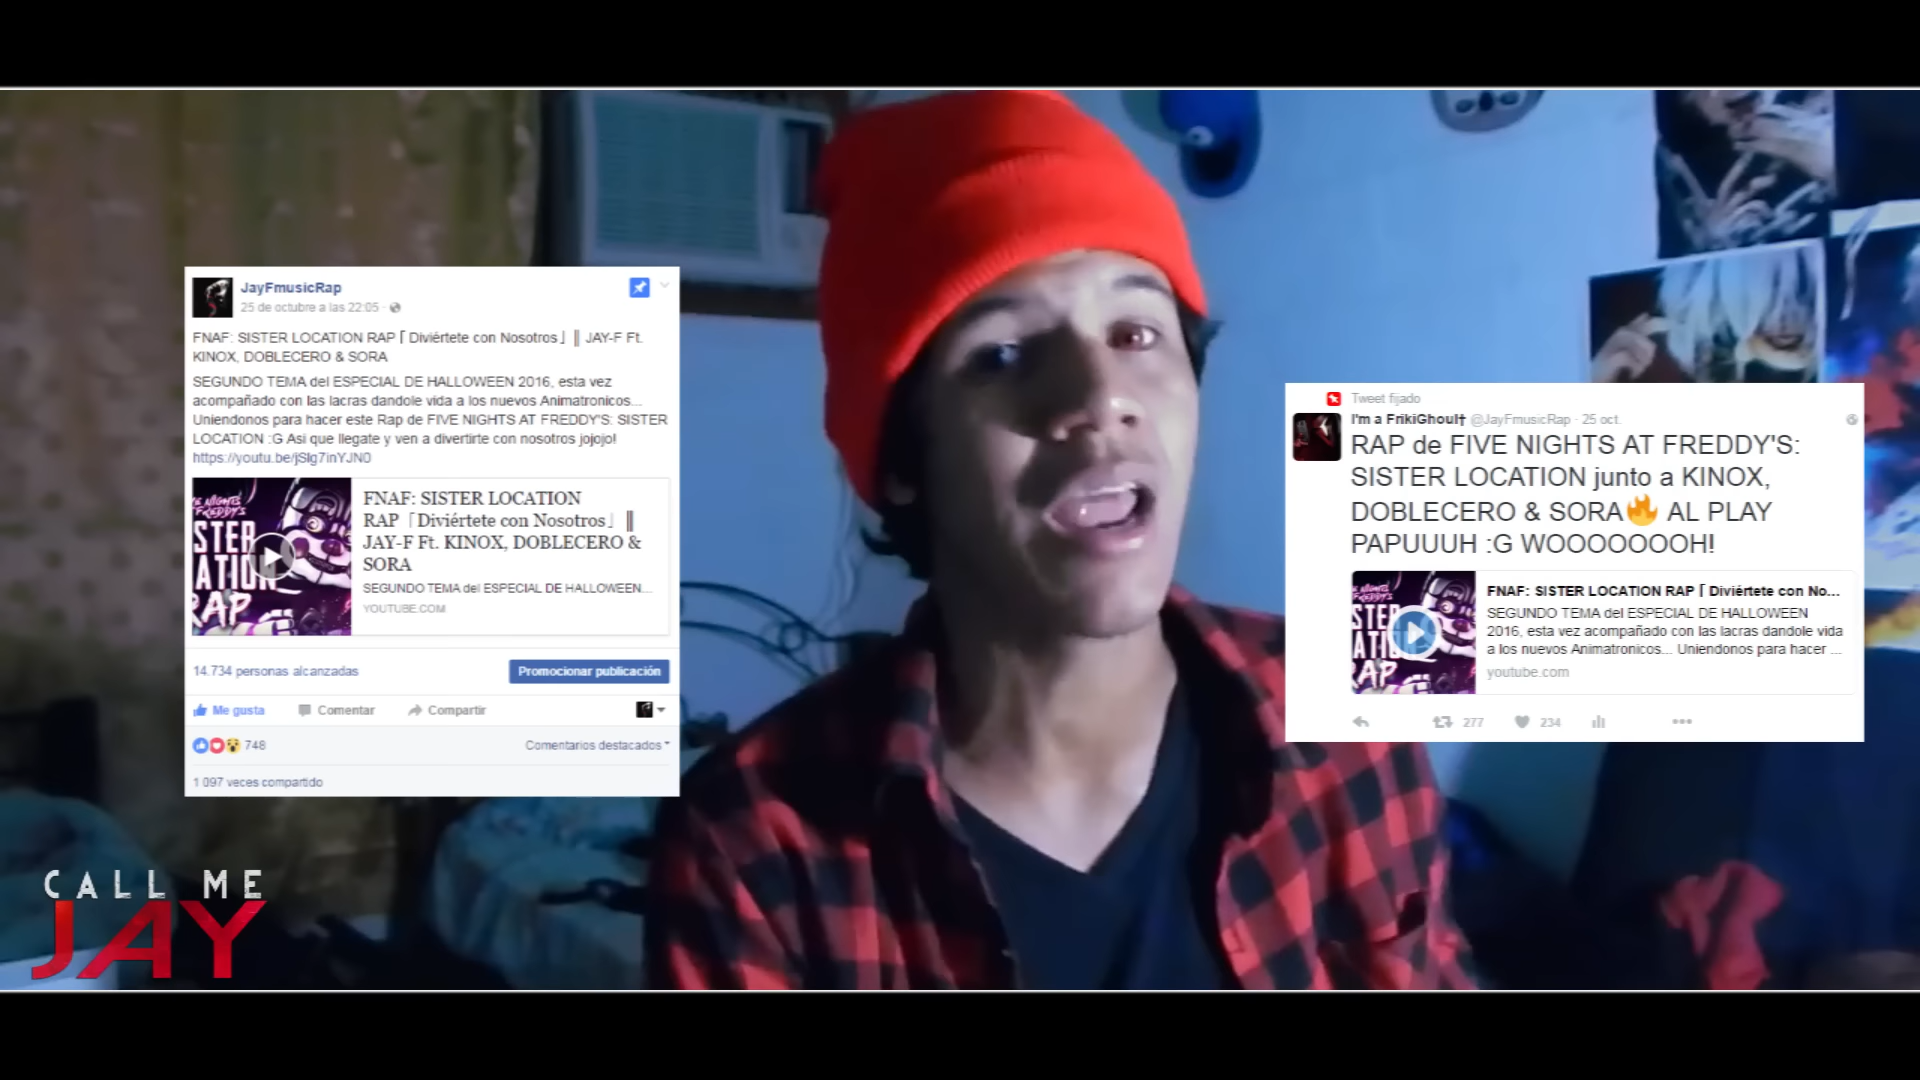 JayFmusicRap
25 de octubre a las 22:05 ·
FNAF: SISTER LOCATION RAP「Diviértete con Nosotros」║ JAY-F Ft.
KINOX, DOBLECERO & SORA
SEGUNDO TEMA del ESPECIAL DE HALLOWEEN 2016, esta vez
acompañado con las lacras dandole vida a los nuevos Animatronicos...
Uniendonos para hacer este Rap de FIVE NIGHTS AT FREDDY'S: SISTER
LOCATION :G Asi que llegate y ven a divertirte con nosotros jojojo!
https://youtu.be/jSlg7inYJN0
FNAF: SISTER LOCATION
RAP「Diviértete con Nosotros」║
JAY-F Ft. KINOX, DOBLECERO &
SORA
SEGUNDO TEMA del ESPECIAL DE HALLOWEEN...
YOUTUBE.COM
14.734 personas alcanzadas
Promocionar publicación
Me gusta Comentar Compartir
748
Comentarios destacados
1 097 veces compartido
Tweet fijado
I'm a FrikiGhoul† @JayFmusicRap · 25 oct.
RAP de FIVE NIGHTS AT FREDDY'S:
SISTER LOCATION junto a KINOX,
DOBLECERO & SORA🔥 AL PLAY
PAPUUUH :G WOOOOOOOH!
FNAF: SISTER LOCATION RAP「Diviértete con No...
SEGUNDO TEMA del ESPECIAL DE HALLOWEEN
2016, esta vez acompañado con las lacras dandole vida
a los nuevos Animatronicos... Uniendonos para hacer ...
youtube.com
277 234
CALL ME
JAY